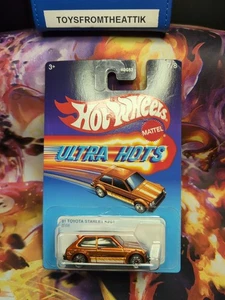 TOYSFROMTHEATTIK
3+
Hot Wheels
MATTEL
ULTRA HOTS
'81 TOYOTA STARLET KP61